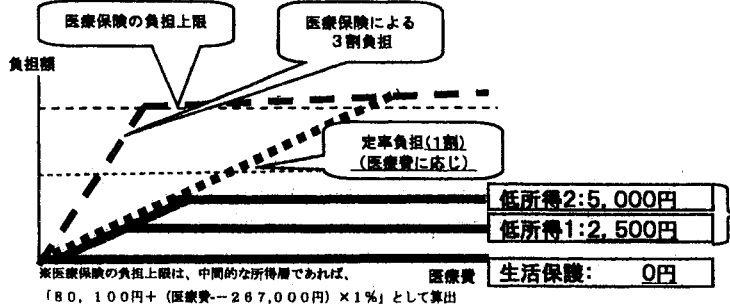 医療保険の負担上限
医療保険による
3割負担
負担額
定率負担(1割)
(医療費に応じ)
低所得2:5,000円
低所得1:2,500円
医療費
生活保護: 0円
※医療保険の負担上限は、中間的な所得層であれば、
「80,100円+(医療費--267,000円)×1%」として算出